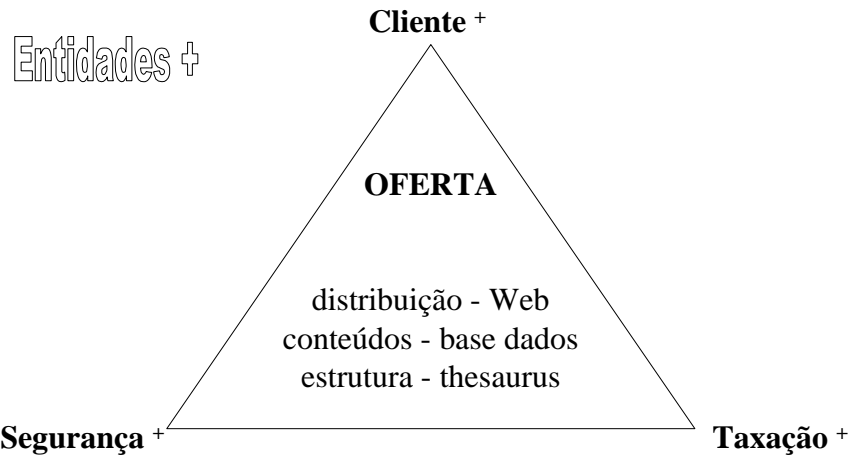 Cliente +
Entidades +
OFERTA
distribuição - Web
conteúdos - base dados
estrutura - thesaurus
Segurança +
Taxação +